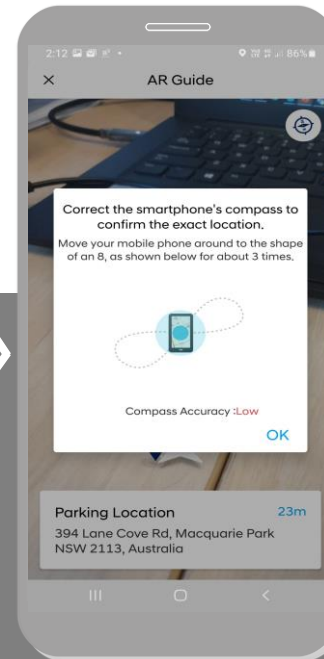 2:12
86%
AR Guide
Correct the smartphone's compass to
confirm the exact location.
Move your mobile phone around to the shape
of an 8, as shown below for about 3 times.
Compass Accuracy :Low
OK
Parking Location 23m
394 Lane Cove Rd, Macquarie Park
NSW 2113, Australia